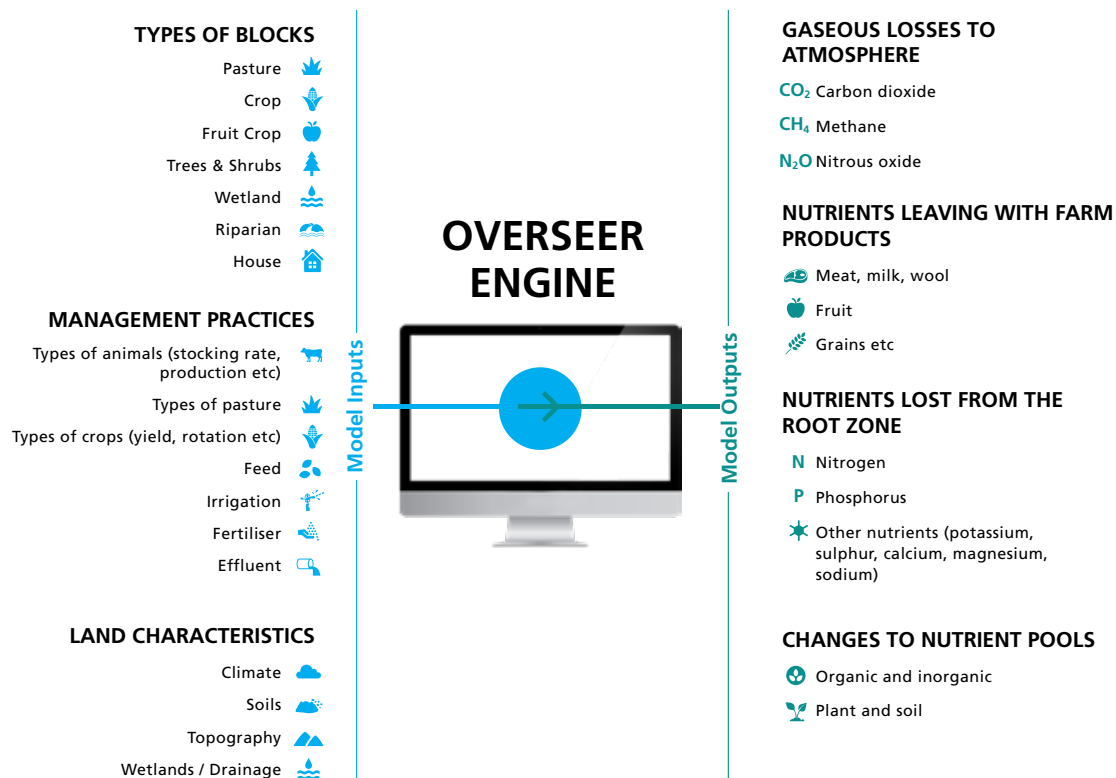 TYPES OF BLOCKS
Pasture
Crop
Fruit Crop
Trees & Shrubs
Wetland
Riparian
House
MANAGEMENT PRACTICES
Types of animals (stocking rate,
production etc)
Types of pasture
Types of crops (yield, rotation etc)
Feed
Irrigation
Fertiliser
Effluent
LAND CHARACTERISTICS
Climate
Soils
Topography
Wetlands / Drainage
Model Inputs
OVERSEER
ENGINE
Model Outputs
GASEOUS LOSSES TO
ATMOSPHERE
CO₂ Carbon dioxide
CH₄ Methane
N₂O Nitrous oxide
NUTRIENTS LEAVING WITH FARM
PRODUCTS
Meat, milk, wool
Fruit
Grains etc
NUTRIENTS LOST FROM THE
ROOT ZONE
N Nitrogen
P Phosphorus
Other nutrients (potassium,
sulphur, calcium, magnesium,
sodium)
CHANGES TO NUTRIENT POOLS
Organic and inorganic
Plant and soil